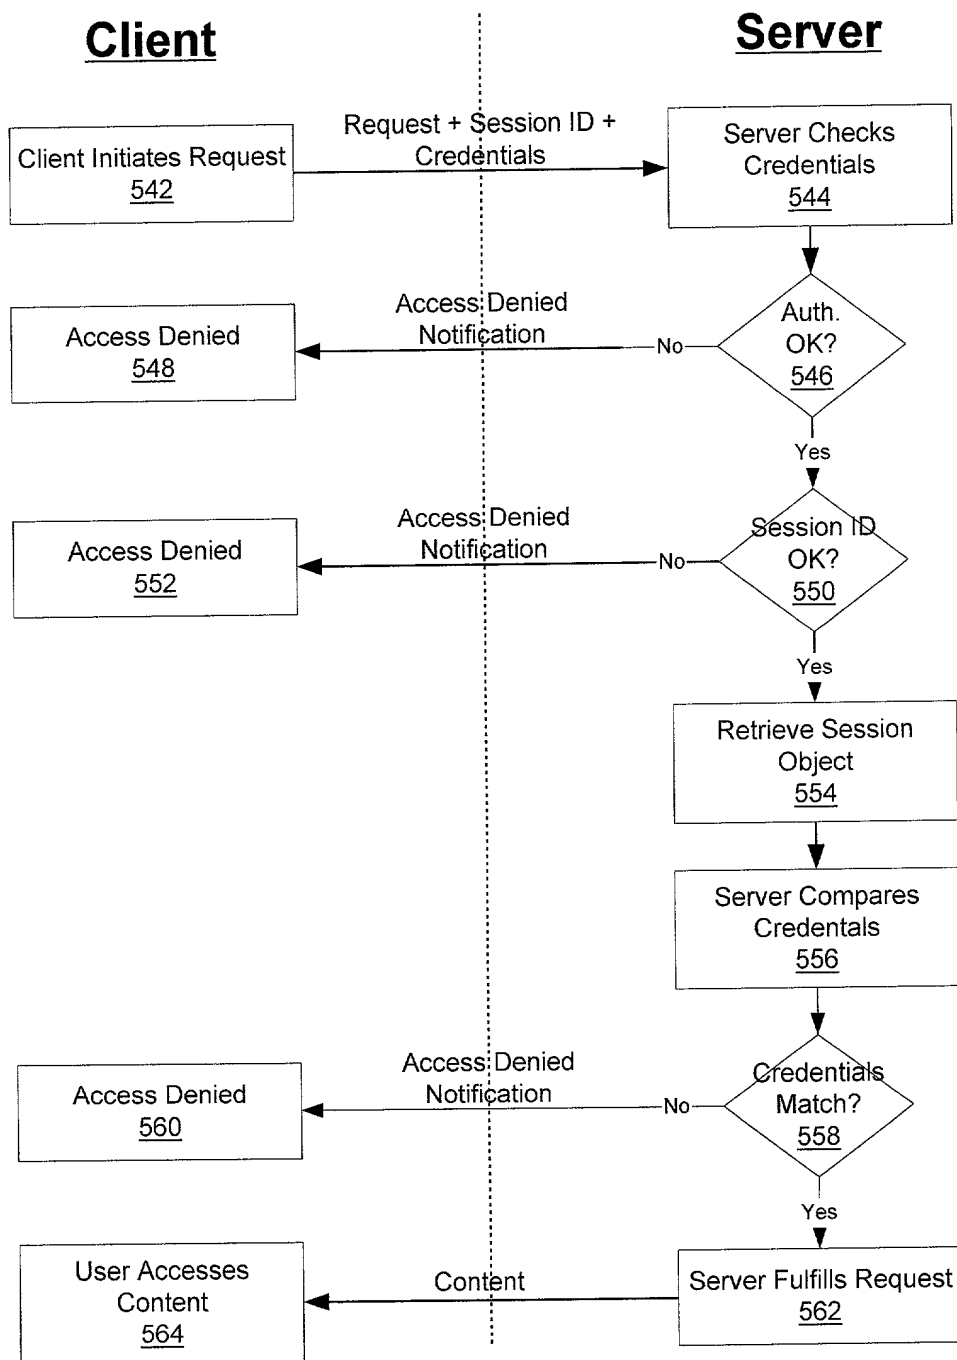 Client
Server
Client Initiates Request
542
Request + Session ID +
Credentials
Server Checks
Credentials
544
Access Denied
548
Access Denied
Notification
No
Auth.
OK?
546
Yes
Access Denied
552
Access Denied
Notification
No
Session ID
OK?
550
Yes
Retrieve Session
Object
554
Server Compares
Credentals
556
Access Denied
560
Access Denied
Notification
No
Credentials
Match?
558
Yes
User Accesses
Content
564
Content
Server Fulfills Request
562